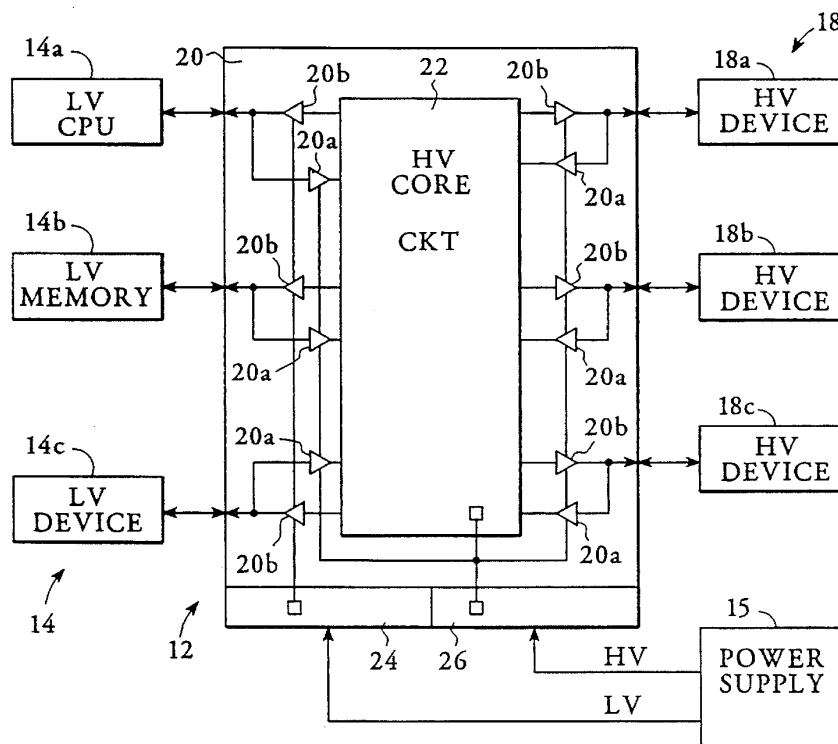 14a
LV
CPU
14b
LV
MEMORY
14c
LV
DEVICE
14
12
20
20b
20a
20b
20a
20a
20b
22
HV
CORE
CKT
20b
20a
20b
20a
20b
20a
24
26
18
18a
HV
DEVICE
18b
HV
DEVICE
18c
HV
DEVICE
15
POWER
SUPPLY
HV
LV